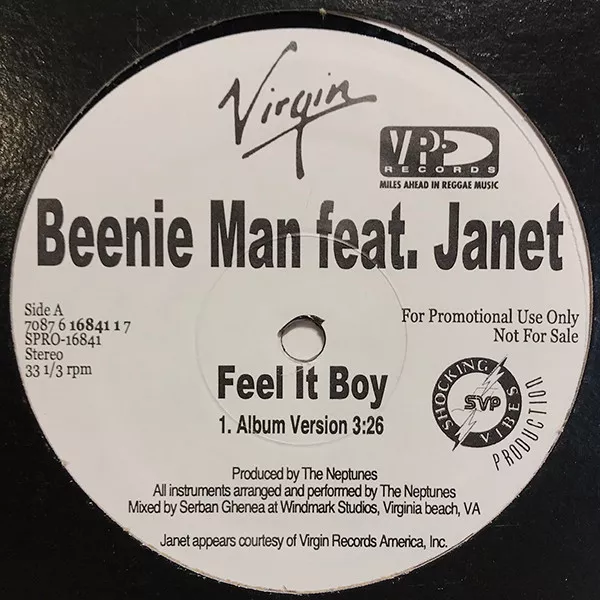 Virgin
VP
RECORDS
MILES AHEAD IN REGGAE MUSIC
Beenie Man feat. Janet
Side A
7087 6 16841 1 7
SPRO-16841
Stereo
33 1/3 rpm
For Promotional Use Only
Not For Sale
Feel It Boy
1. Album Version 3:26
SHOCKING
VIBES
SVP
PRODUCTION
Produced by The Neptunes
All instruments arranged and performed by The Neptunes
Mixed by Serban Ghenea at Windmark Studios, Virginia beach, VA
Janet appears courtesy of Virgin Records America, Inc.